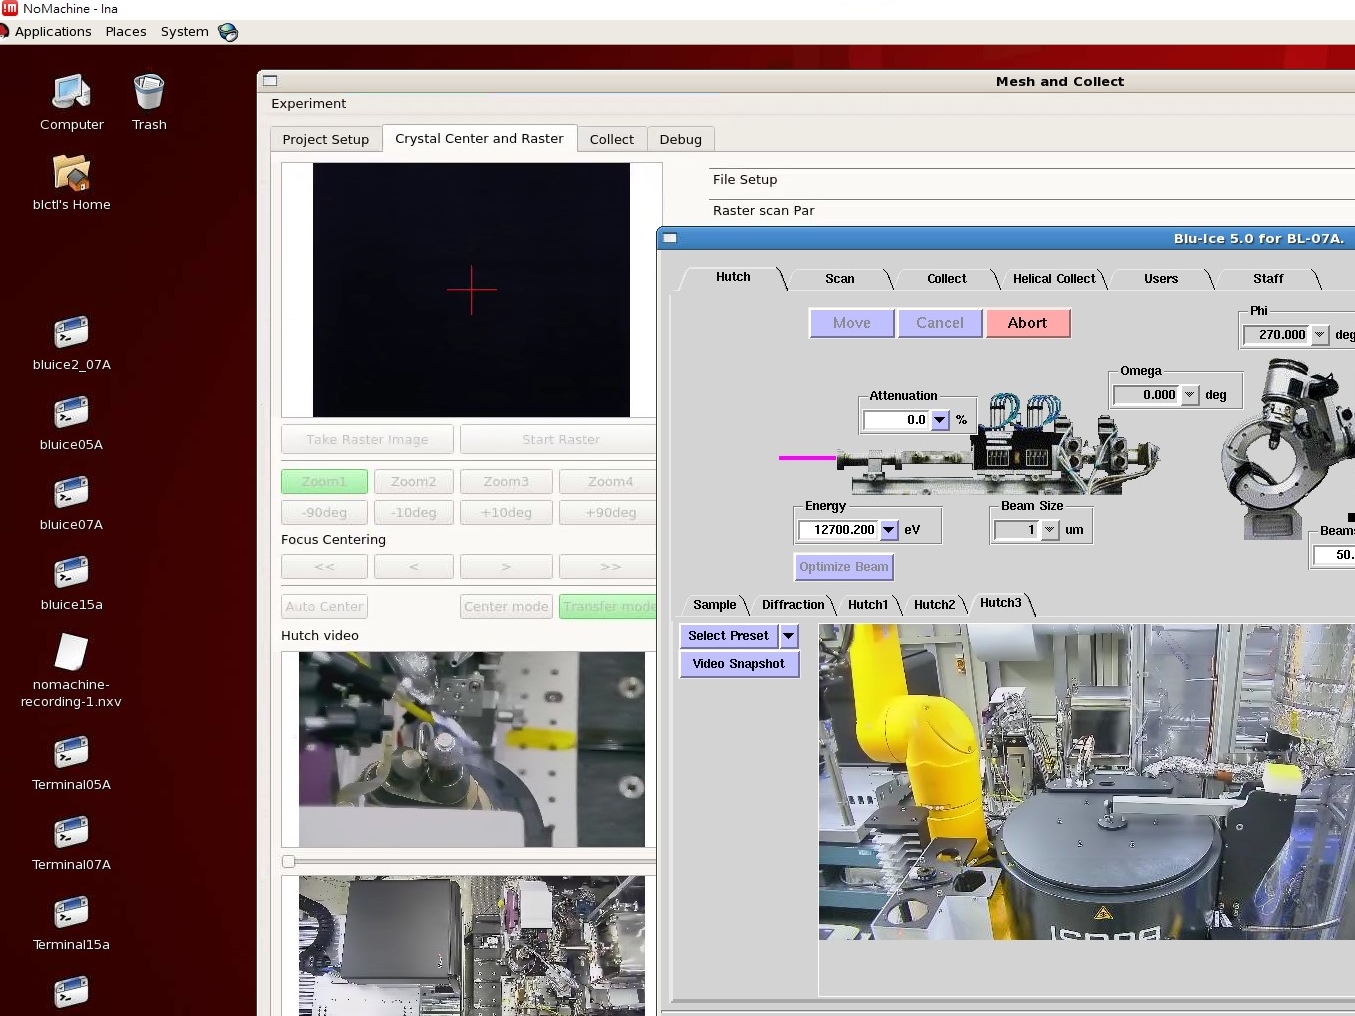 NoMachine - Ina
Applications Places System
Computer
Trash
blctl's Home
bluice2_07A
bluice05A
bluice07A
bluice15a
nomachine-
recording-1.nxv
Terminal05A
Terminal07A
Terminal15a
Mesh and Collect
Experiment
Project Setup
Crystal Center and Raster
Collect
Debug
Take Raster Image
Start Raster
Zoom1
Zoom2
Zoom3
Zoom4
-90deg
-10deg
+10deg
+90deg
Focus Centering
<<
<
>
>>
Auto Center
Center mode
Transfer mode
Hutch video
File Setup
Raster scan Par
Blu-Ice 5.0 for BL-07A.
Hutch
Scan
Collect
Helical Collect
Users
Staff
Move
Cancel
Abort
Phi
270.000 deg
Omega
0.000 deg
Attenuation
0.0 %
Energy
12700.200 eV
Beam Size
1 um
Optimize Beam
Beams
50.
Sample
Diffraction
Hutch1
Hutch2
Hutch3
Select Preset
Video Snapshot